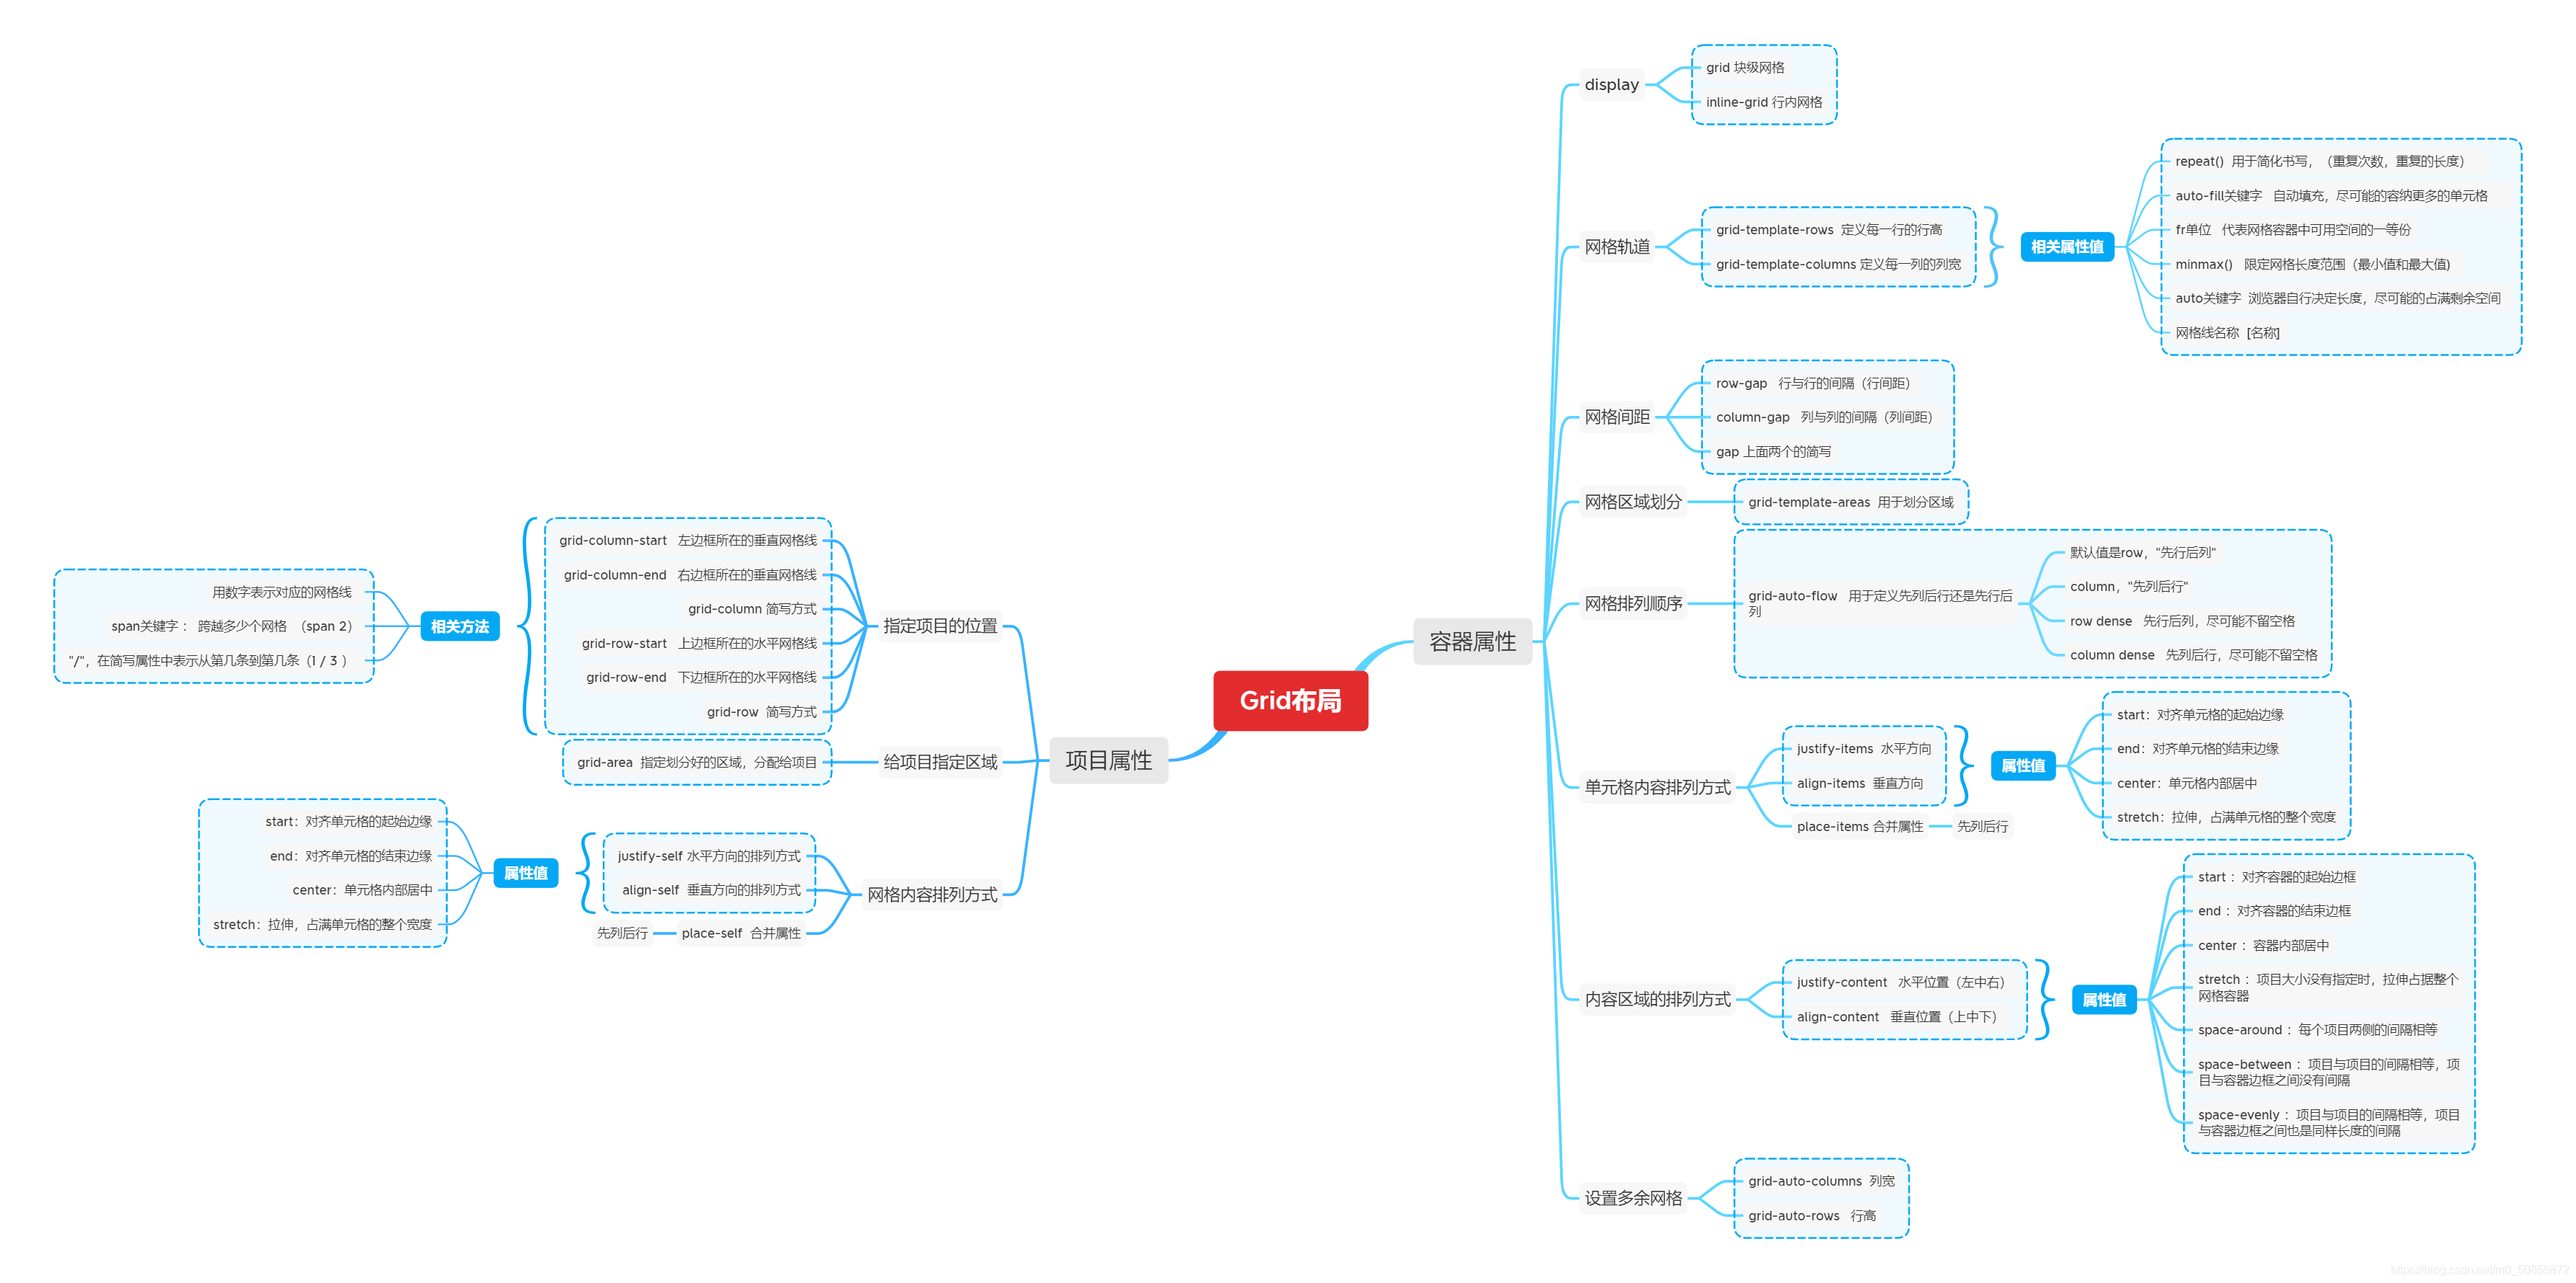 Grid布局
容器属性
display
grid 块级网格
inline-grid 行内网格
网格轨道
grid-template-rows 定义每一行的行高
grid-template-columns 定义每一列的列宽
相关属性值
repeat() 用于简化书写，（重复次数，重复的长度）
auto-fill关键字 自动填充，尽可能的容纳更多的单元格
fr单位 代表网格容器中可用空间的一等份
minmax() 限定网格长度范围（最小值和最大值)
auto关键字 浏览器自行决定长度，尽可能的占满剩余空间
网格线名称 [名称]
网格间距
row-gap 行与行的间隔（行间距）
column-gap 列与列的间隔（列间距）
gap 上面两个的简写
网格区域划分
grid-template-areas 用于划分区域
网格排列顺序
grid-auto-flow 用于定义先列后行还是先行后
列
默认值是row，"先行后列"
column，"先列后行"
row dense 先行后列，尽可能不留空格
column dense 先列后行，尽可能不留空格
单元格内容排列方式
justify-items 水平方向
align-items 垂直方向
属性值
start：对齐单元格的起始边缘
end：对齐单元格的结束边缘
center：单元格内部居中
stretch：拉伸，占满单元格的整个宽度
place-items 合并属性
先列后行
内容区域的排列方式
justify-content 水平位置（左中右）
align-content 垂直位置（上中下）
属性值
start ：对齐容器的起始边框
end ：对齐容器的结束边框
center ：容器内部居中
stretch ：项目大小没有指定时，拉伸占据整个
网格容器
space-around ：每个项目两侧的间隔相等
space-between ：项目与项目的间隔相等，项
目与容器边框之间没有间隔
space-evenly ：项目与项目的间隔相等，项目
与容器边框之间也是同样长度的间隔
设置多余网格
grid-auto-columns 列宽
grid-auto-rows 行高
项目属性
指定项目的位置
grid-column-start 左边框所在的垂直网格线
grid-column-end 右边框所在的垂直网格线
grid-column 简写方式
grid-row-start 上边框所在的水平网格线
grid-row-end 下边框所在的水平网格线
grid-row 简写方式
相关方法
用数字表示对应的网格线
span关键字： 跨越多少个网格 （span 2）
"/"，在简写属性中表示从第几条到第几条（1 / 3 ）
给项目指定区域
grid-area 指定划分好的区域，分配给项目
网格内容排列方式
justify-self 水平方向的排列方式
align-self 垂直方向的排列方式
属性值
start：对齐单元格的起始边缘
end：对齐单元格的结束边缘
center：单元格内部居中
stretch：拉伸，占满单元格的整个宽度
place-self 合并属性
先列后行
https://blog.csdn.net/m0_50855872